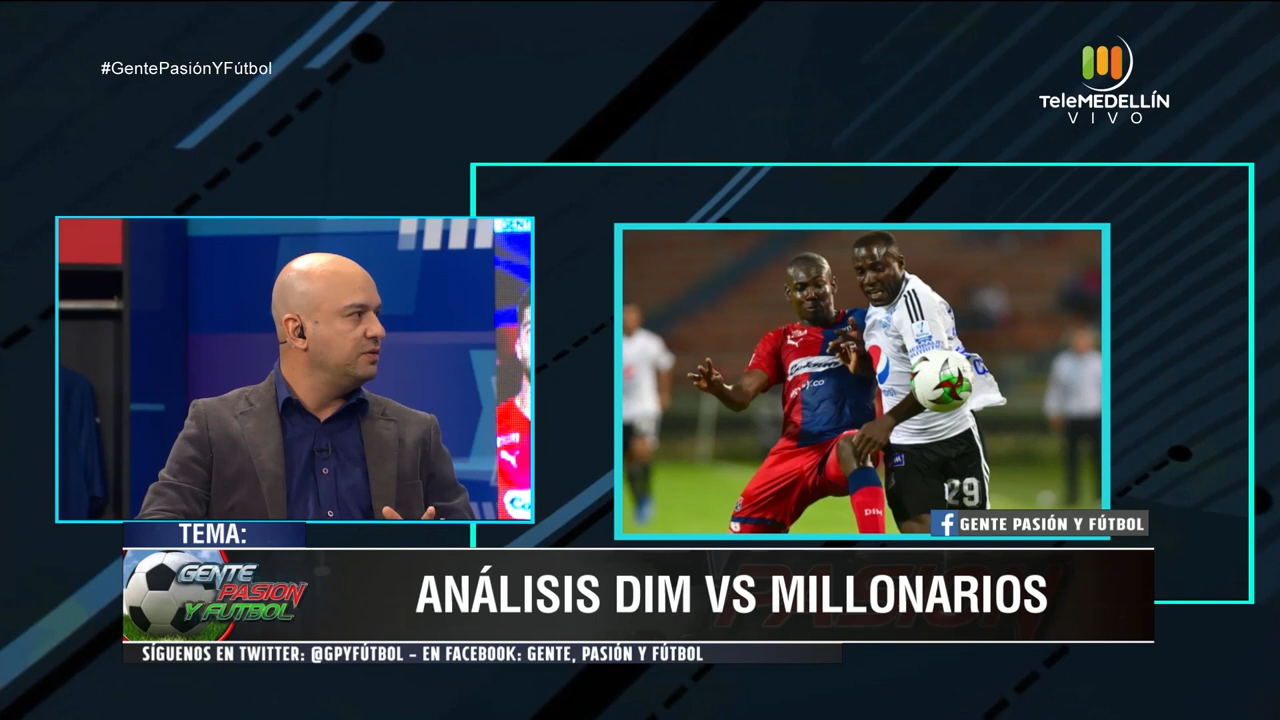 #GentePasiónYFútbol
TeleMEDELLÍN
VIVO
29
DIM
GENTE PASIÓN Y FÚTBOL
TEMA:
GENTE
PASION
Y FUTBOL
ANÁLISIS DIM VS MILLONARIOS
SÍGUENOS EN TWITTER: @GPYFÚTBOL – EN FACEBOOK: GENTE, PASIÓN Y FÚTBOL